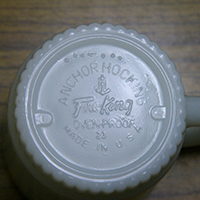 ANCHOR HOCKING
Fire-King
OVEN-PROOF
MADE IN U.S.A.